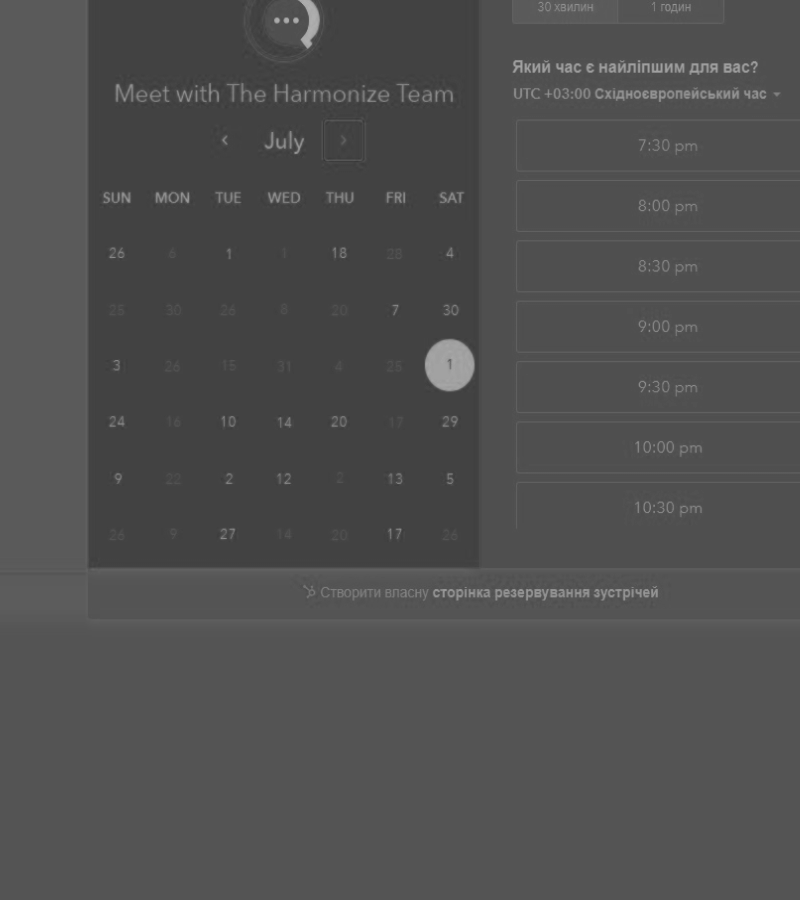 30 хвилин 1 годин
Meet with The Harmonize Team
Який час є найліпшим для вас?
UTC +03:00 Східноєвропейський час
July
SUN MON TUE WED THU FRI SAT
26 6 1 18 28 4
25 30 26 8 20 7 30
3 26 15 31 4 25 1
24 16 10 14 20 17 29
9 22 2 12 2 13 5
26 9 27 14 20 17 26
7:30 pm
8:00 pm
8:30 pm
9:00 pm
9:30 pm
10:00 pm
10:30 pm
Створити власну сторінка резервування зустрічей